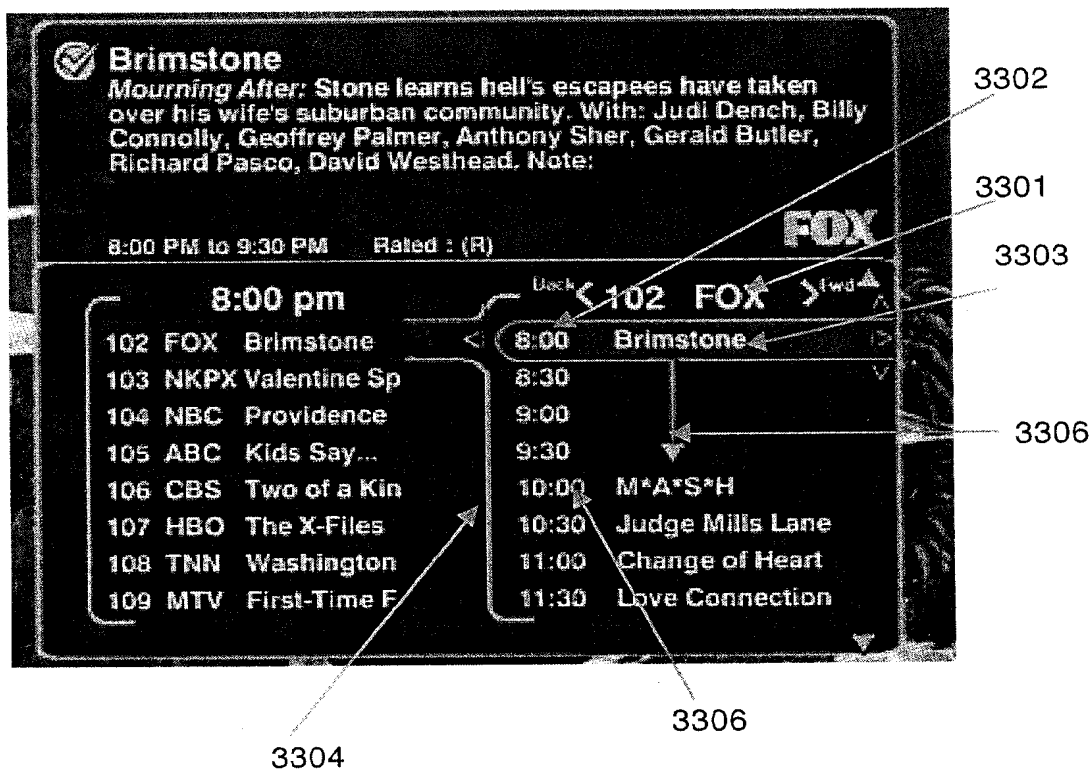 Brimstone
Mourning After: Stone learns hell's escapees have taken
over his wife's suburban community. With: Judi Dench, Billy
Connolly, Geoffrey Palmer, Anthony Sher, Gerald Butler,
Richard Pasco, David Westhead. Note:
FOX
8:00 PM to 9:30 PM Rated : (R)
8:00 pm
102 FOX Brimstone
103 NKPX Valentine Sp
104 NBC Providence
105 ABC Kids Say...
106 CBS Two of a Kin
107 HBO The X-Files
108 TNN Washington
109 MTV First-Time F
Back < 102 FOX > Fwd
8:00 Brimstone
8:30
9:00
9:30
10:00 M*A*S*H
10:30 Judge Mills Lane
11:00 Change of Heart
11:30 Love Connection
3302
3301
3303
3306
3306
3304